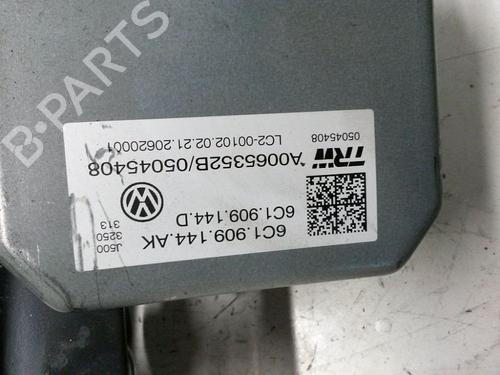 B-PARTS
TRW
05045408
*A0065352B/05045408
LC2-00102.02.21.20620001
6C1.909.144.D
6C1.909.144.AK
J500
3250
313